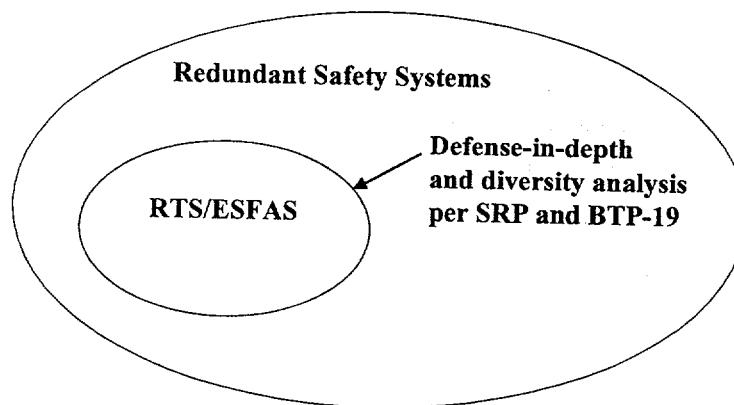 Redundant Safety Systems
Defense-in-depth
and diversity analysis
per SRP and BTP-19
RTS/ESFAS